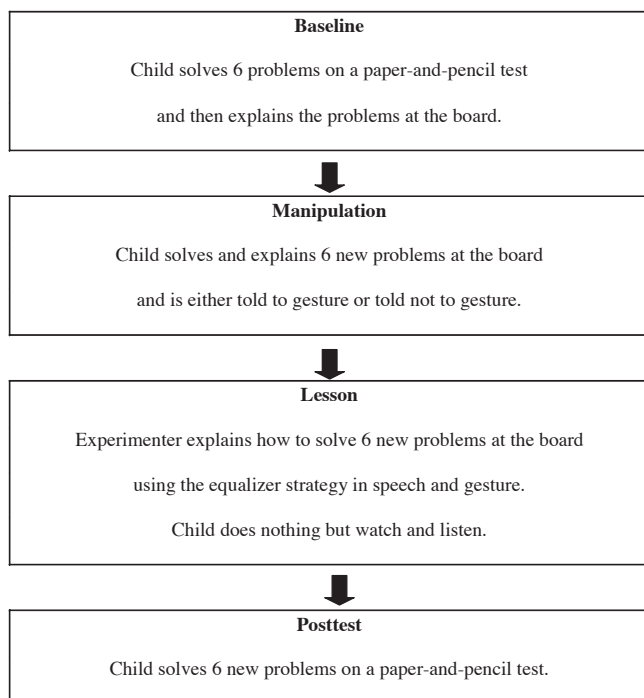 Baseline
Child solves 6 problems on a paper-and-pencil test
and then explains the problems at the board.
Manipulation
Child solves and explains 6 new problems at the board
and is either told to gesture or told not to gesture.
Lesson
Experimenter explains how to solve 6 new problems at the board
using the equalizer strategy in speech and gesture.
Child does nothing but watch and listen.
Posttest
Child solves 6 new problems on a paper-and-pencil test.